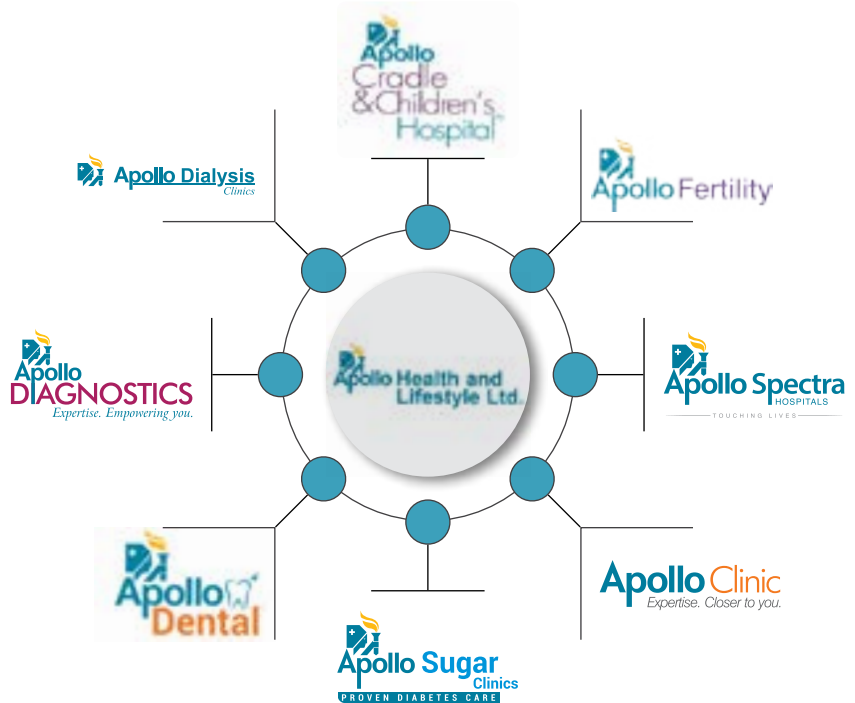 Apollo
Cradle
&Children's
Hospital
Apollo Dialysis
Clinics
Apollo Fertility
Apollo
DIAGNOSTICS
Expertise. Empowering you.
Apollo Health and
Lifestyle Ltd.
Apollo Spectra
HOSPITALS
TOUCHING LIVES
Apollo
Dental
Apollo Clinic
Expertise. Closer to you.
Apollo Sugar
Clinics
PROVEN DIABETES CARE